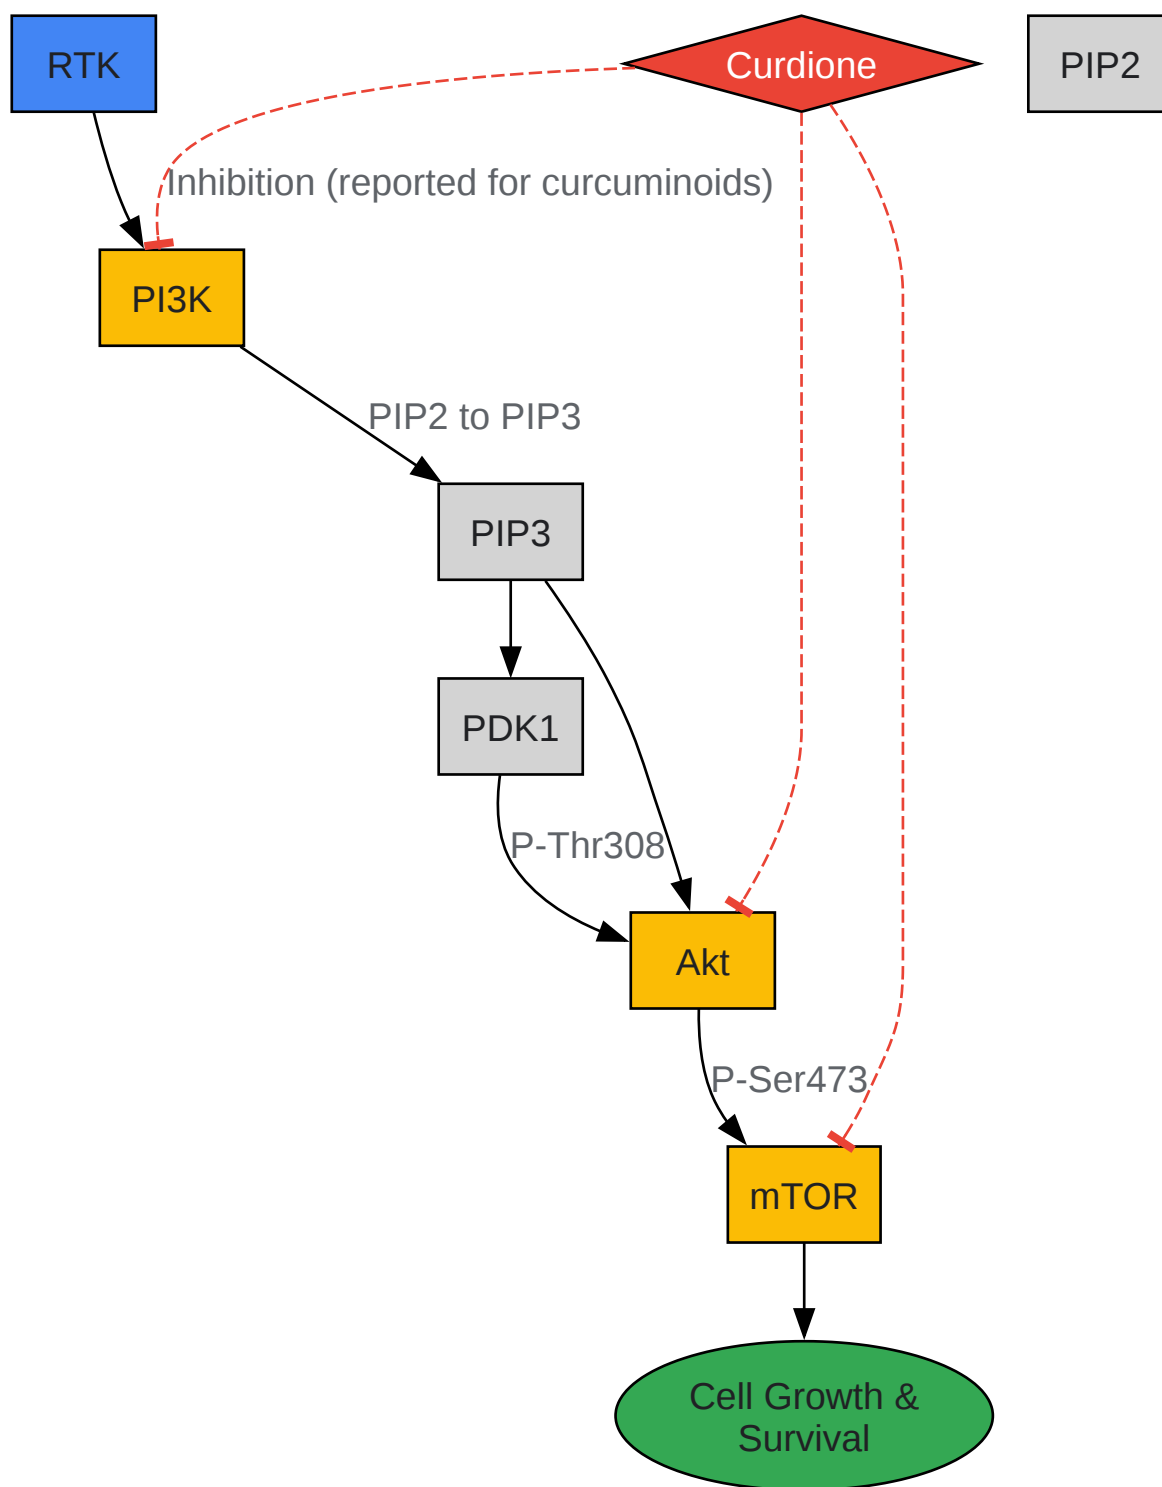 RTK
Curdione
PIP2
Inhibition (reported for curcuminoids)
PI3K
PIP2 to PIP3
PIP3
PDK1
P-Thr308
Akt
P-Ser473
mTOR
Cell Growth &
Survival